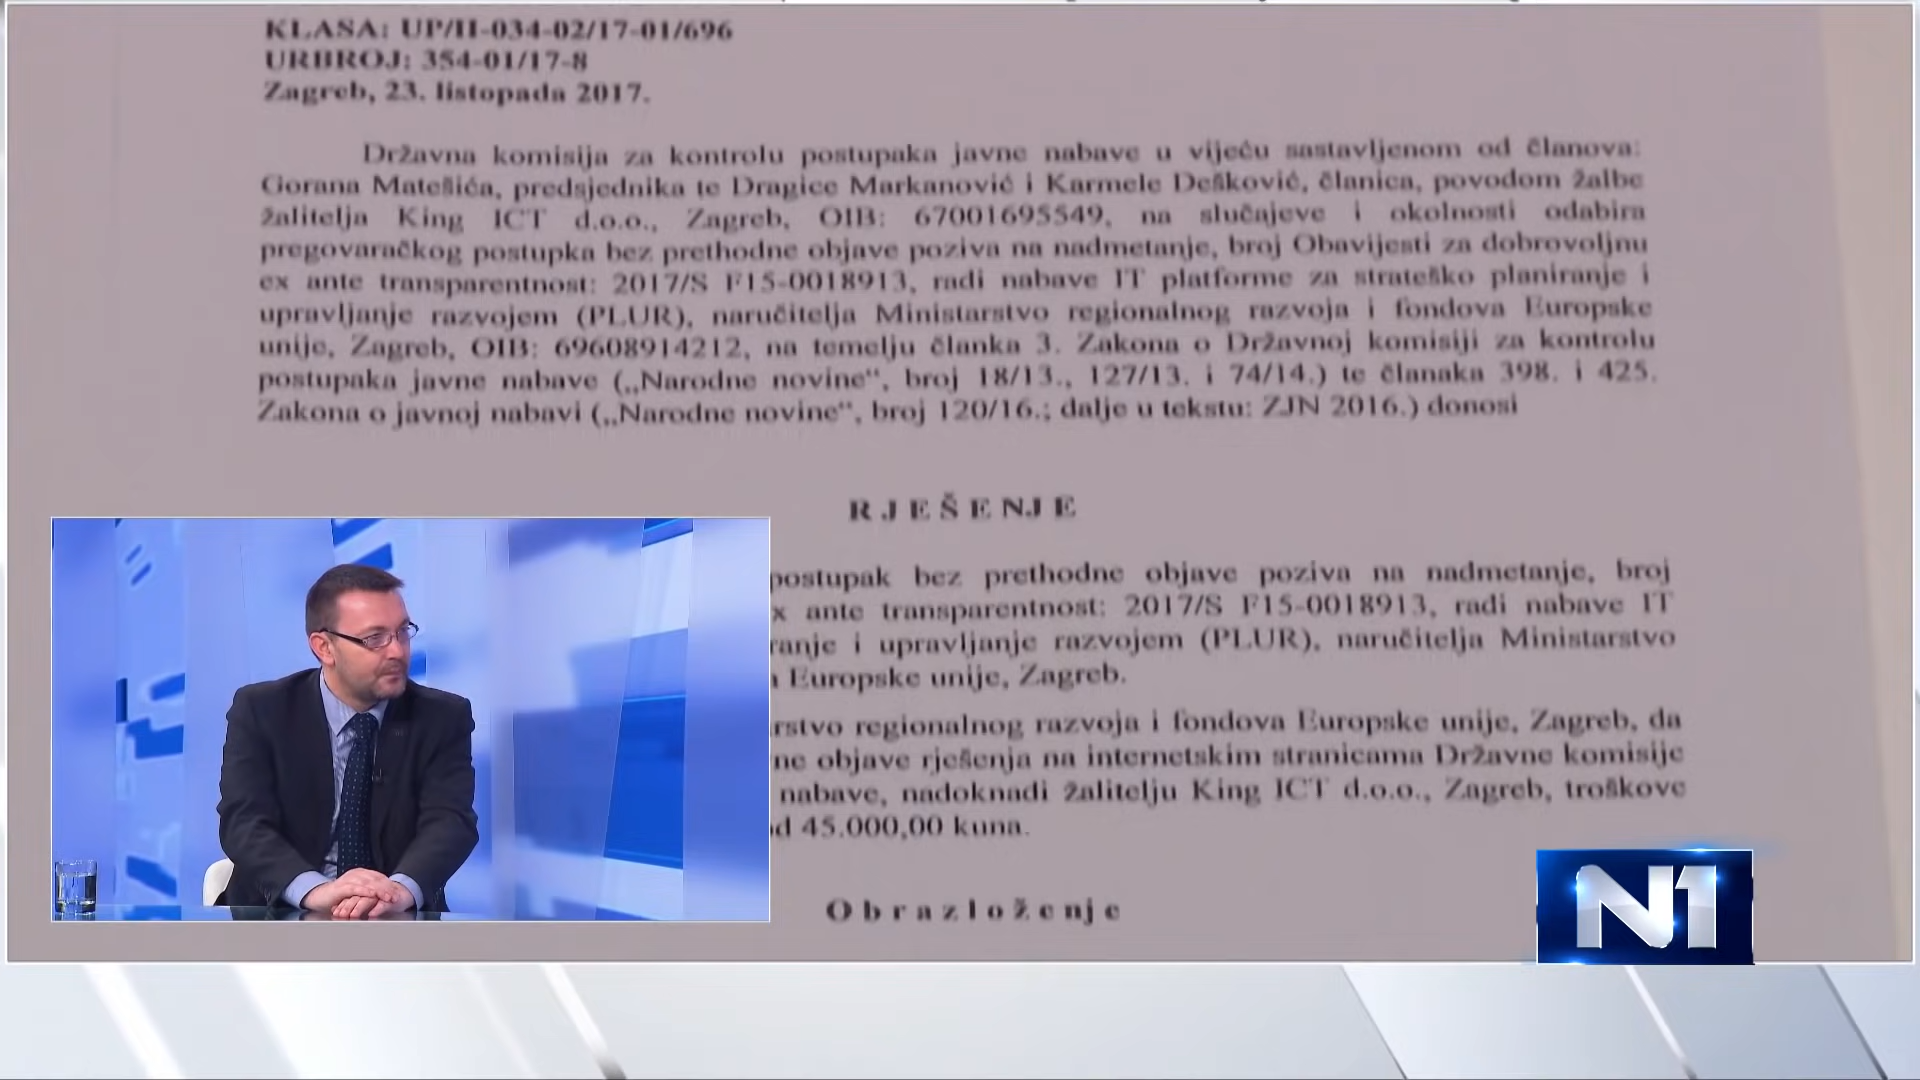 KLASA: UP/II-034-02/17-01/696
URBROJ: 354-01/17-8
Zagreb, 23. listopada 2017.
Državna komisija za kontrolu postupaka javne nabave u vijeću sastavljenom od članova:
Gorana Matešića, predsjednika te Dragice Markanović i Karmele Dešković, članica, povodom žalbe
žalitelja King ICT d.o.o., Zagreb, OIB: 67001695549, na slučajeve i okolnosti odabira
pregovaračkog postupka bez prethodne objave poziva na nadmetanje, broj Obavijesti za dobrovoljnu
ex ante transparentnost: 2017/S F15-0018913, radi nabave IT platforme za strateško planiranje i
upravljanje razvojem (PLUR), naručitelja Ministarstvo regionalnog razvoja i fondova Europske
unije, Zagreb, OIB: 69608914212, na temelju članka 3. Zakona o Državnoj komisiji za kontrolu
postupaka javne nabave („Narodne novine“, broj 18/13., 127/13. i 74/14.) te članaka 398. i 425.
Zakona o javnoj nabavi („Narodne novine“, broj 120/16.; dalje u tekstu: ZJN 2016.) donosi
R J E Š E N J E
postupak bez prethodne objave poziva na nadmetanje, broj
x ante transparentnost: 2017/S F15-0018913, radi nabave IT
ranje i upravljanje razvojem (PLUR), naručitelja Ministarstvo
a Europske unije, Zagreb.
rstvo regionalnog razvoja i fondova Europske unije, Zagreb, da
ne objave rješenja na internetskim stranicama Državne komisije
nabave, nadoknadi žalitelju King ICT d.o.o., Zagreb, troškove
od 45.000,00 kuna.
O b r a z l o ž e nj e
N1